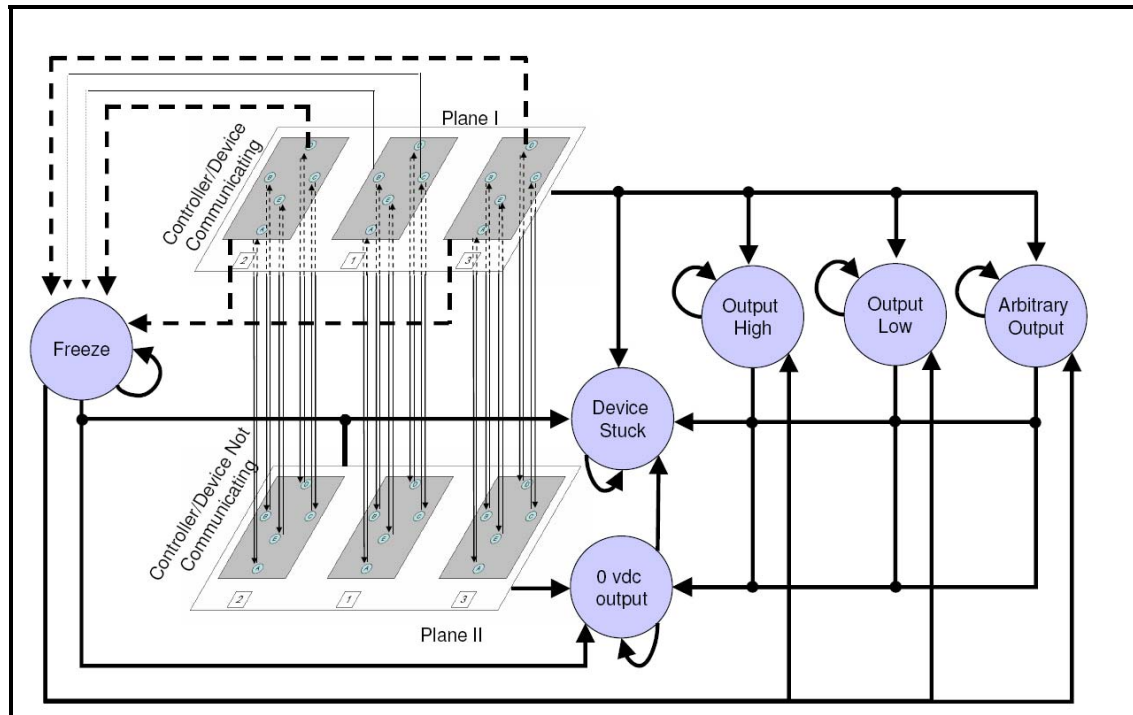 Plane I
Controller/Device
Communicating
2
1
3
Freeze
Output
High
Output
Low
Arbitrary
Output
Device
Stuck
Controller/Device Not
Communicating
A
B
C
D
E
A
B
C
D
E
A
B
C
D
E
2
1
3
0 vdc
output
Plane II